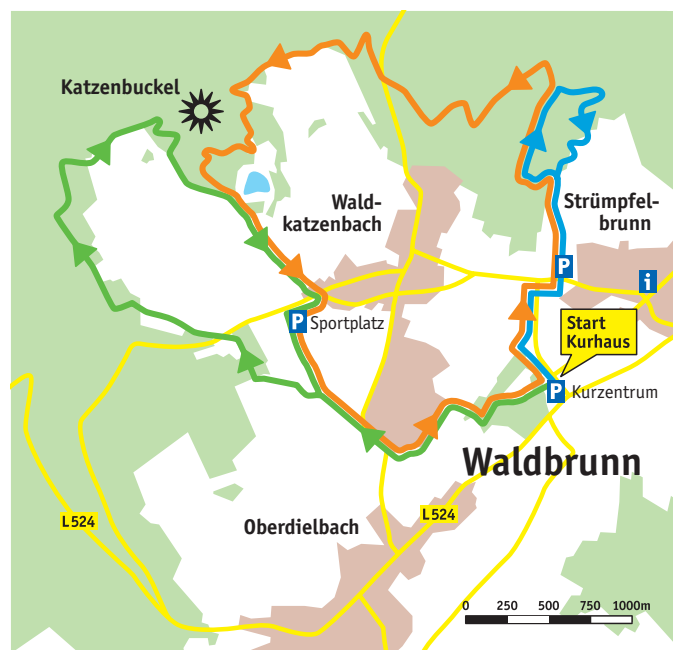 Katzenbuckel
Wald-
katzenbach
Strümpfel-
brunn
P
i
P
Sportplatz
Start
Kurhaus
P
Kurzentrum
Waldbrunn
L524
L524
Oberdielbach
0 250 500 750 1000m